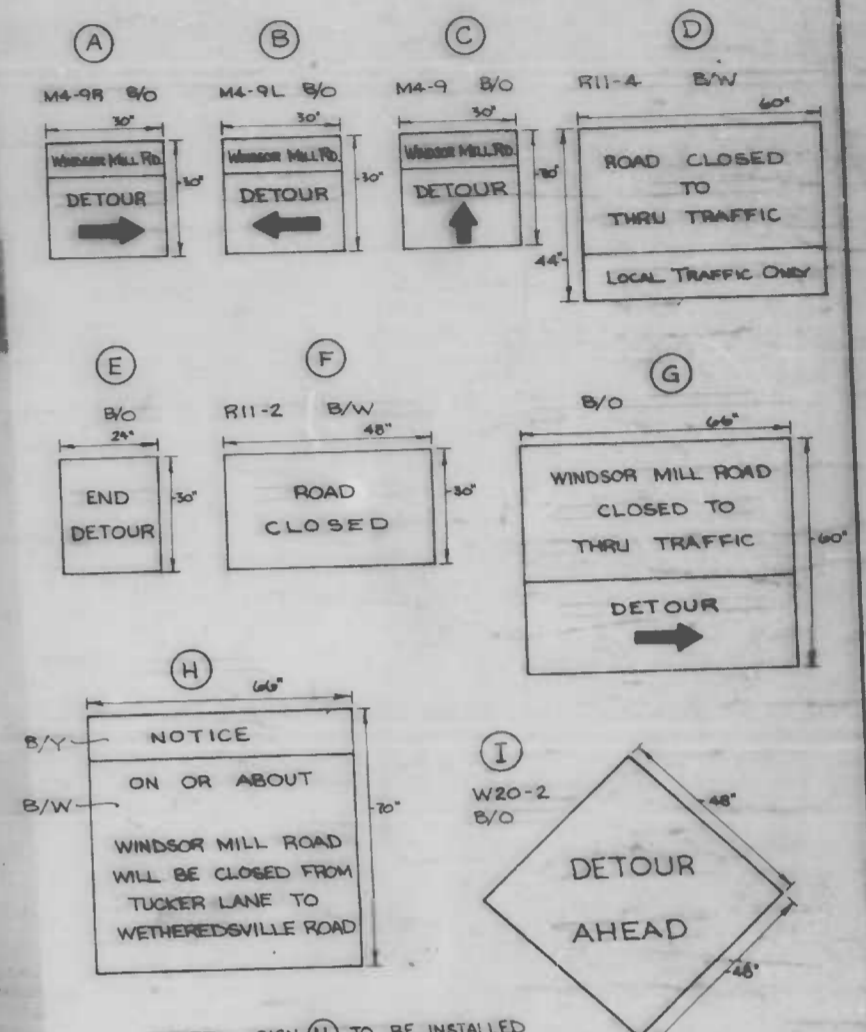 A
M4-9R B/O
30"
WINDSOR MILL RD.
DETOUR
30"
B
M4-9L B/O
30"
WINDSOR MILL RD.
DETOUR
30"
C
M4-9 B/O
30"
WINDSOR MILL RD.
DETOUR
30"
D
R11-4 B/W
60"
ROAD CLOSED
TO
THRU TRAFFIC
44"
LOCAL TRAFFIC ONLY
E
B/O
24"
END
DETOUR
30"
F
R11-2 B/W
48"
ROAD
CLOSED
30"
G
B/O
66"
WINDSOR MILL ROAD
CLOSED TO
THRU TRAFFIC
60"
DETOUR
H
66"
B/Y
NOTICE
B/W
ON OR ABOUT
70"
WINDSOR MILL ROAD
WILL BE CLOSED FROM
TUCKER LANE TO
WETHEREDSVILLE ROAD
I
W20-2
B/O
48"
DETOUR
AHEAD
48"
SIGN H TO BE INSTALLED